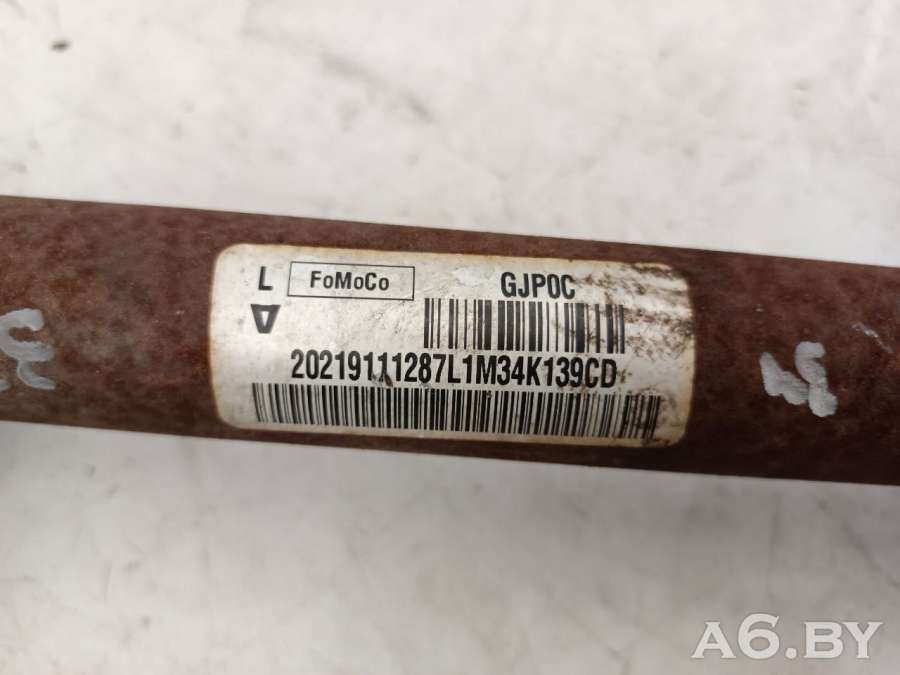 L FoMoCo GJP0C
20219111287L1M34K139CD
A6.BY